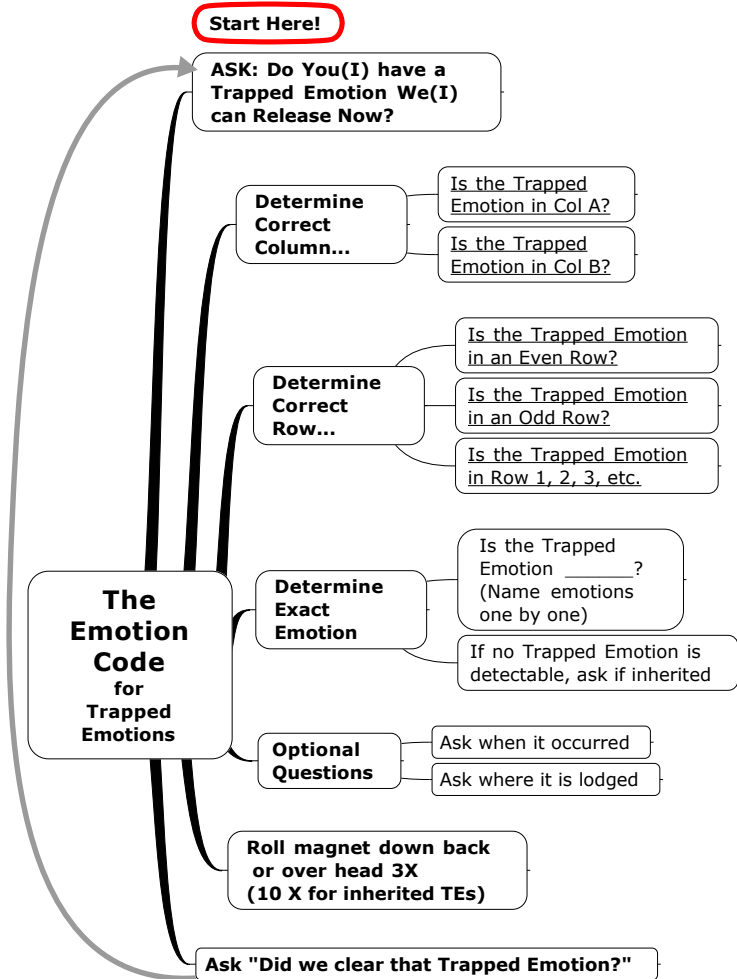 Start Here!
ASK: Do You(I) have a
Trapped Emotion We(I)
can Release Now?
Determine
Correct
Column...
Is the Trapped
Emotion in Col A?
Is the Trapped
Emotion in Col B?
Determine
Correct
Row...
Is the Trapped Emotion
in an Even Row?
Is the Trapped Emotion
in an Odd Row?
Is the Trapped Emotion
in Row 1, 2, 3, etc.
The
Emotion
Code
for
Trapped
Emotions
Determine
Exact
Emotion
Is the Trapped
Emotion ______?
(Name emotions
one by one)
If no Trapped Emotion is
detectable, ask if inherited
Optional
Questions
Ask when it occurred
Ask where it is lodged
Roll magnet down back
or over head 3X
(10 X for inherited TEs)
Ask "Did we clear that Trapped Emotion?"